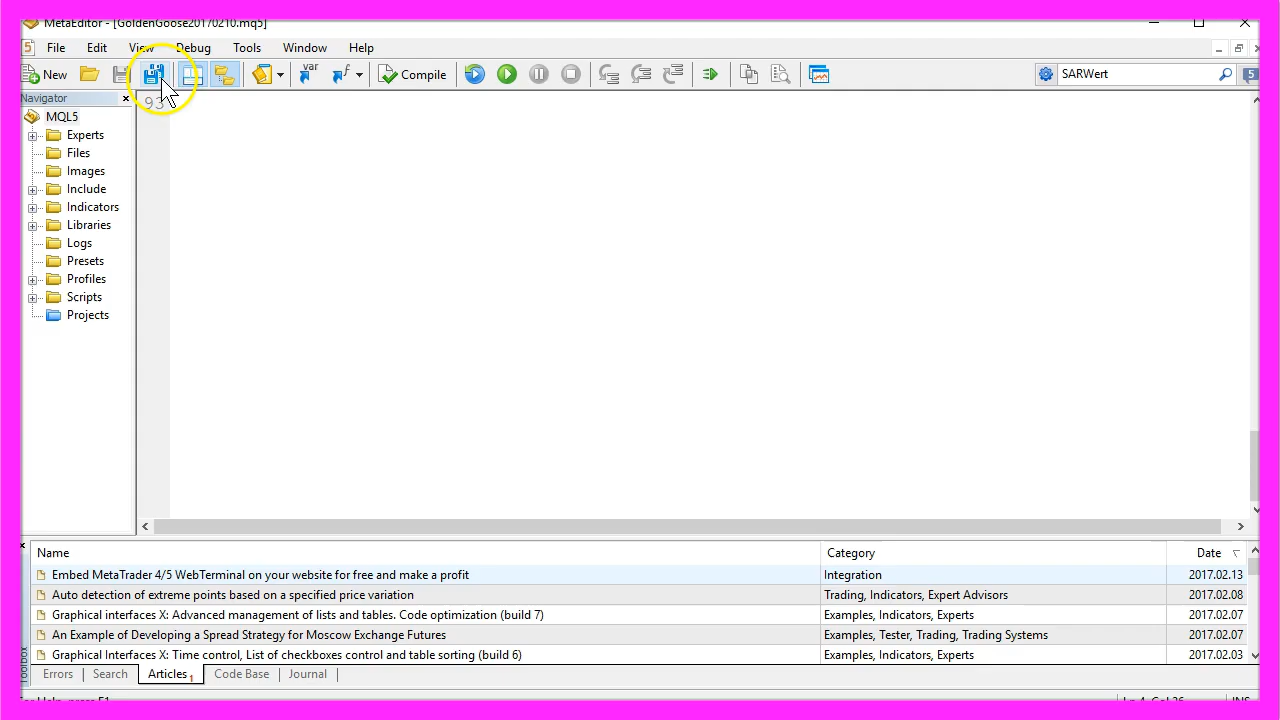 MetaEditor - [GoldenGoose20170210.mq5]
5 File Edit View Debug Tools Window Help
New var f Compile SARWert 5
Navigator
93
MQL5
Experts
Files
Images
Include
Indicators
Libraries
Logs
Presets
Profiles
Scripts
Projects
Name Category Date
Embed MetaTrader 4/5 WebTerminal on your website for free and make a profit Integration 2017.02.13
Auto detection of extreme points based on a specified price variation Trading, Indicators, Expert Advisors 2017.02.08
Graphical interfaces X: Advanced management of lists and tables. Code optimization (build 7) Examples, Indicators, Experts 2017.02.07
An Example of Developing a Spread Strategy for Moscow Exchange Futures Examples, Tester, Trading, Trading Systems 2017.02.07
Graphical Interfaces X: Time control, List of checkboxes control and table sorting (build 6) Examples, Indicators, Experts 2017.02.03
Toolbox
Errors Search Articles 1 Code Base Journal